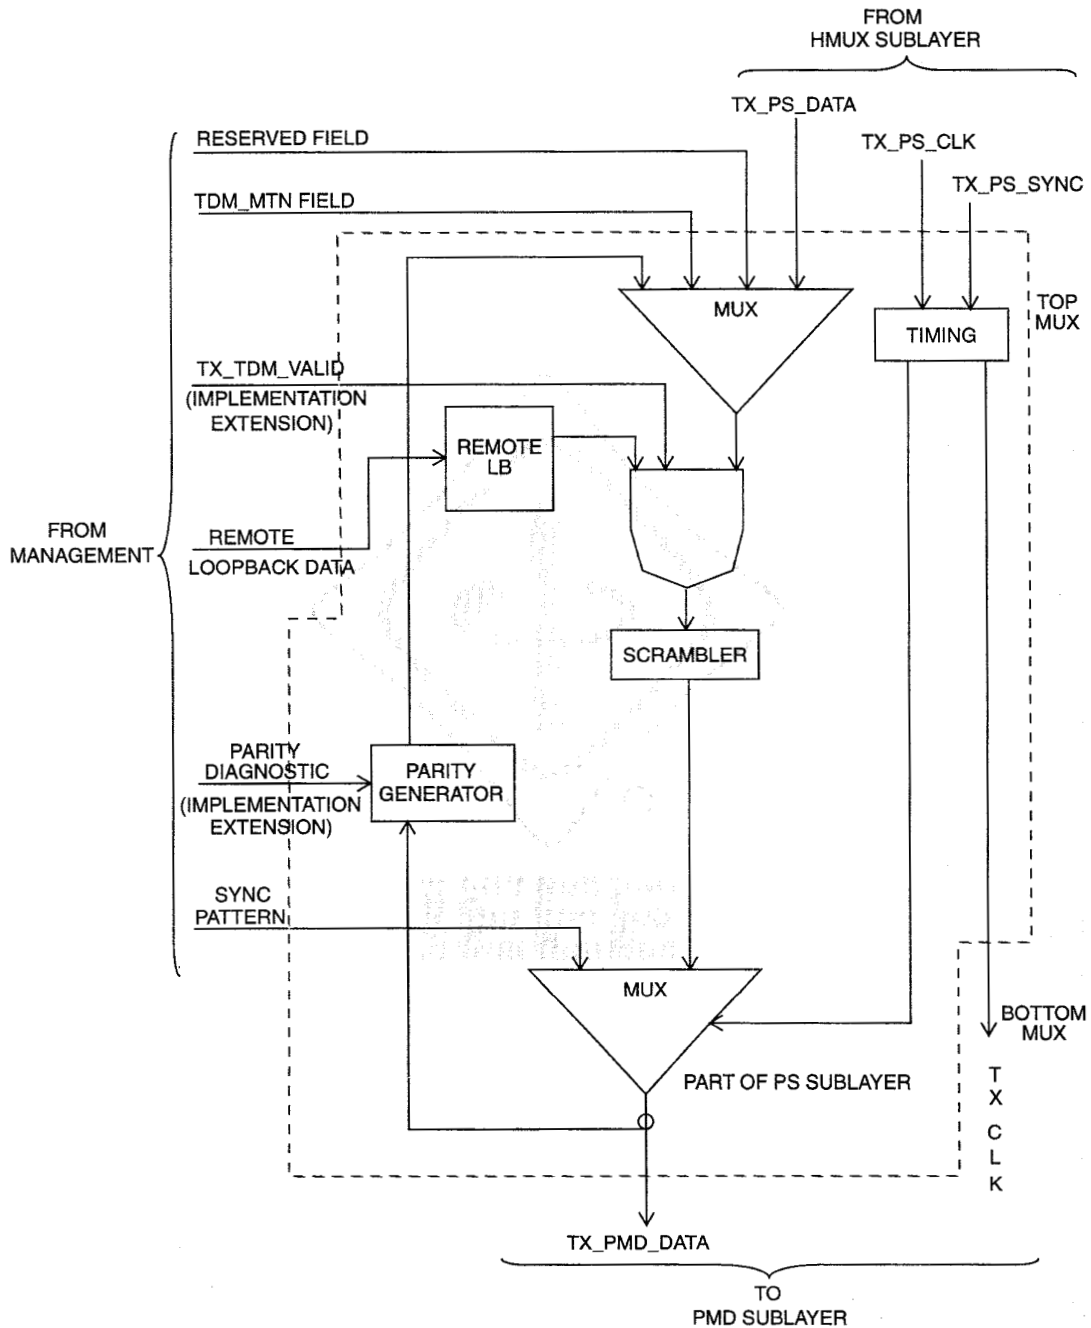 FROM
HMUX SUBLAYER
TX_PS_DATA
TX_PS_CLK
TX_PS_SYNC
RESERVED FIELD
TDM_MTN FIELD
MUX
TIMING
TOP
MUX
TX_TDM_VALID
(IMPLEMENTATION
EXTENSION)
REMOTE
LB
FROM
MANAGEMENT
REMOTE
LOOPBACK DATA
SCRAMBLER
PARITY
DIAGNOSTIC
(IMPLEMENTATION
EXTENSION)
PARITY
GENERATOR
SYNC
PATTERN
MUX
BOTTOM
MUX
PART OF PS SUBLAYER
T
X
C
L
K
TX_PMD_DATA
TO
PMD SUBLAYER